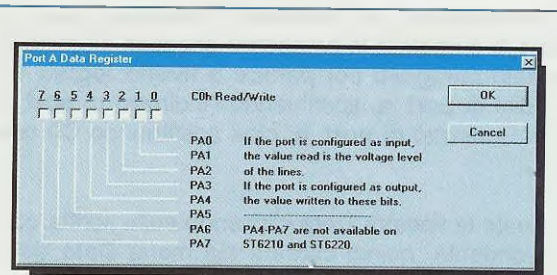 Port A Data Register
7 6 5 4 3 2 1 0
C0h Read/Write
OK
Cancel
PA0 If the port is configured as input,
PA1 the value read is the voltage level
PA2 of the lines.
PA3 If the port is configured as output,
PA4 the value written to these bits.
PA5 ------------------------------
PA6 PA4-PA7 are not available on
PA7 ST6210 and ST6220.